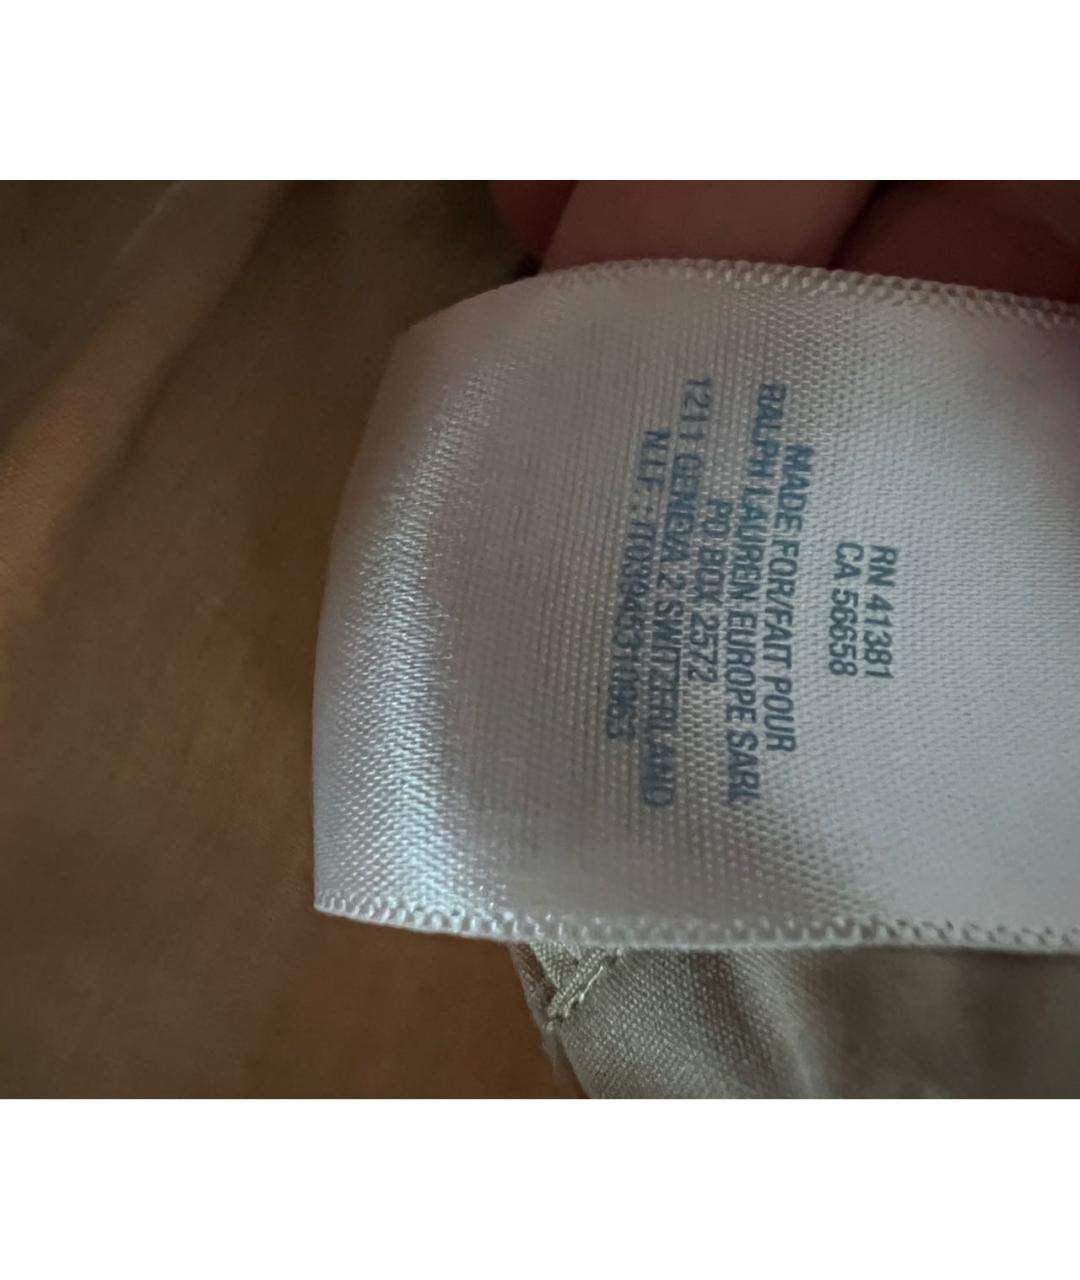 RN 41381
CA 56658
MADE FOR/FAIT POUR
RALPH LAUREN EUROPE SARL
PO BOX 2572
1211 GENEVA 2 SWITZERLAND
N.I.F.: